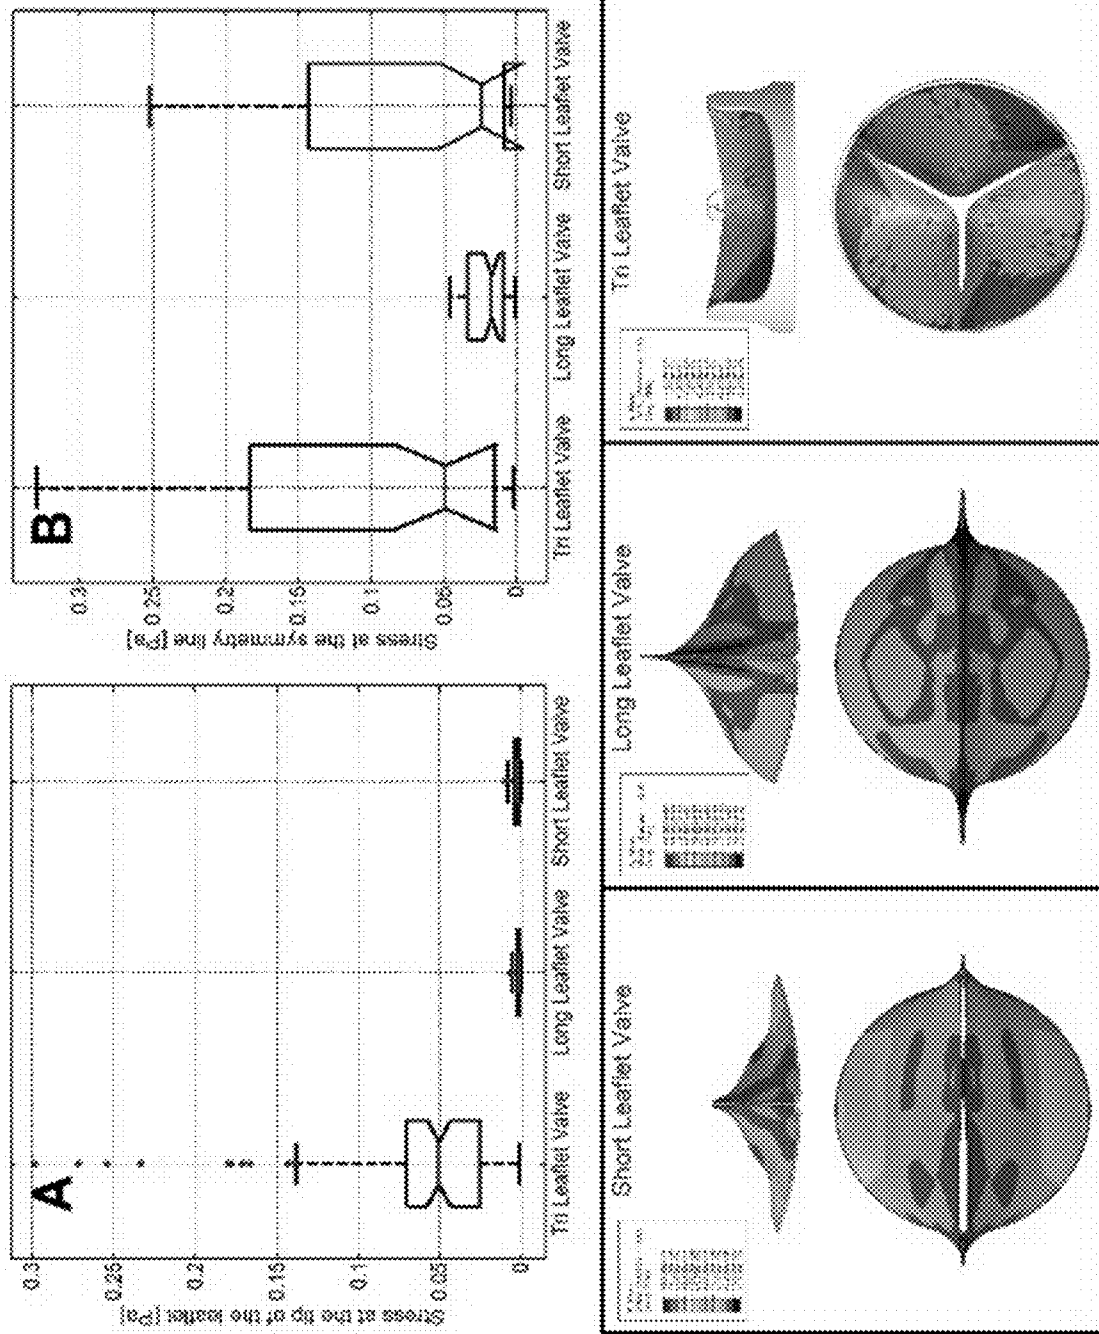 A
Stress at the tip of the leaflet [Pa]
0.3
0.25
0.2
0.15
0.1
0.05
0
Tri Leaflet Valve Long Leaflet Valve Short Leaflet Valve
B
Stress at the symmetry line [Pa]
0.3
0.25
0.2
0.15
0.1
0.05
0
Tri Leaflet Valve Long Leaflet Valve Short Leaflet Valve
Short Leaflet Valve
Long Leaflet Valve
Tri Leaflet Valve